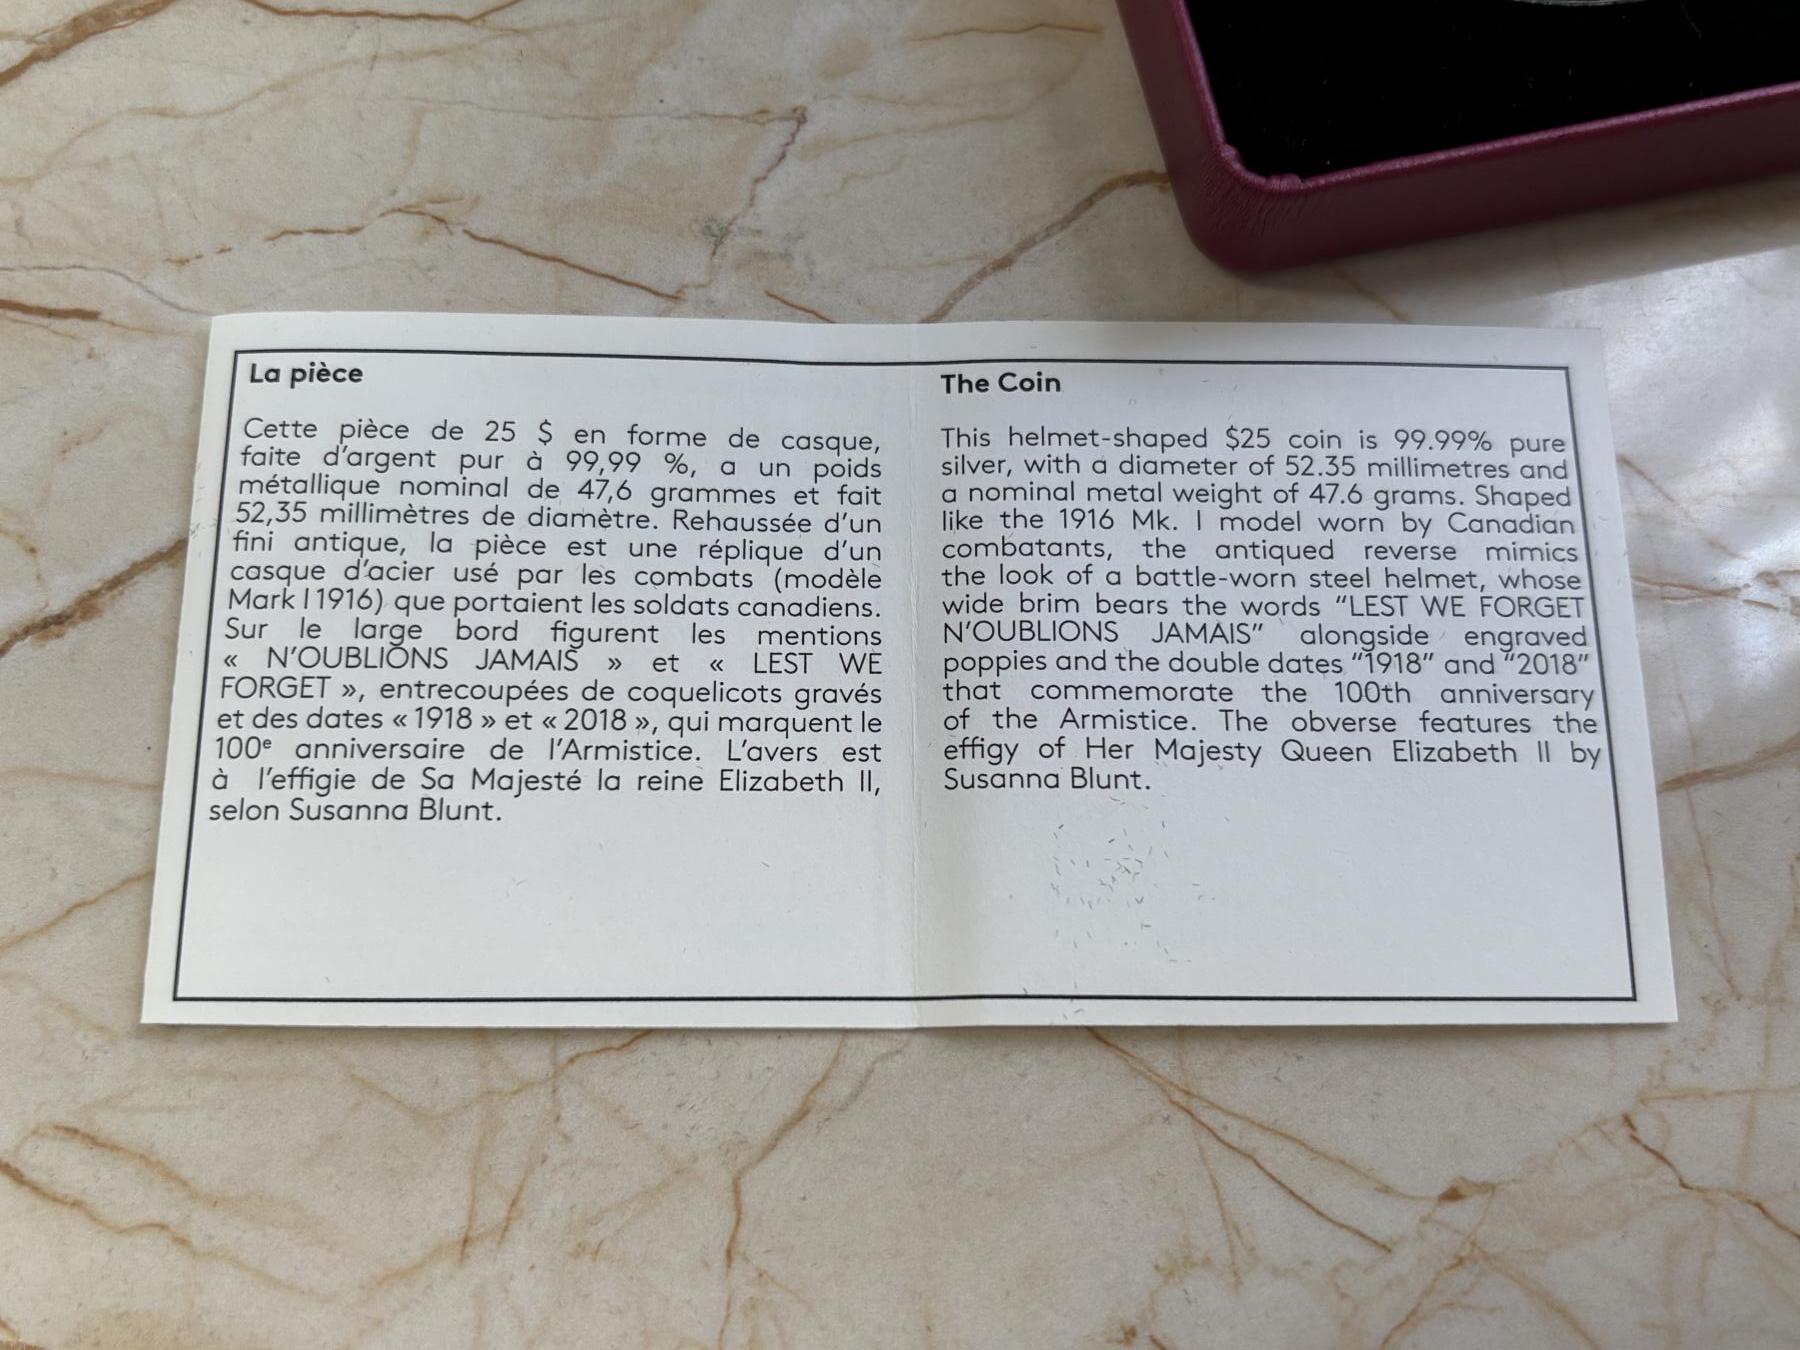 La pièce
Cette pièce de 25 $ en forme de casque,
faite d'argent pur à 99,99 %, a un poids
métallique nominal de 47,6 grammes et fait
52,35 millimètres de diamètre. Rehaussée d'un
fini antique, la pièce est une réplique d'un
casque d'acier usé par les combats (modèle
Mark I 1916) que portaient les soldats canadiens.
Sur le large bord figurent les mentions
« N'OUBLIONS JAMAIS » et « LEST WE
FORGET », entrecoupées de coquelicots gravés
et des dates « 1918 » et « 2018 », qui marquent le
100e anniversaire de l'Armistice. L'avers est
à l'effigie de Sa Majesté la reine Elizabeth II,
selon Susanna Blunt.
The Coin
This helmet-shaped $25 coin is 99.99% pure
silver, with a diameter of 52.35 millimetres and
a nominal metal weight of 47.6 grams. Shaped
like the 1916 Mk. I model worn by Canadian
combatants, the antiqued reverse mimics
the look of a battle-worn steel helmet, whose
wide brim bears the words "LEST WE FORGET
N'OUBLIONS JAMAIS" alongside engraved
poppies and the double dates "1918" and "2018"
that commemorate the 100th anniversary
of the Armistice. The obverse features the
effigy of Her Majesty Queen Elizabeth II by
Susanna Blunt.